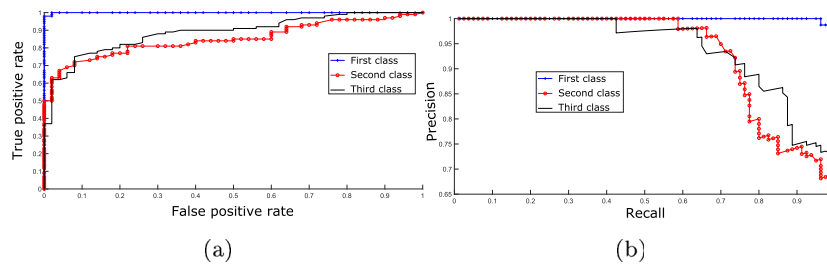 True positive rate
1
0.9
0.8
0.7
0.6
0.5
0.4
0.3
0.2
0.1
0
First class
Second class
Third class
0 0.1 0.2 0.3 0.4 0.5 0.6 0.7 0.8 0.9 1
False positive rate
(a)
Precision
1
0.95
0.9
0.85
0.8
0.75
0.7
0.65
First class
Second class
Third class
0 0.1 0.2 0.3 0.4 0.5 0.6 0.7 0.8 0.9
Recall
(b)